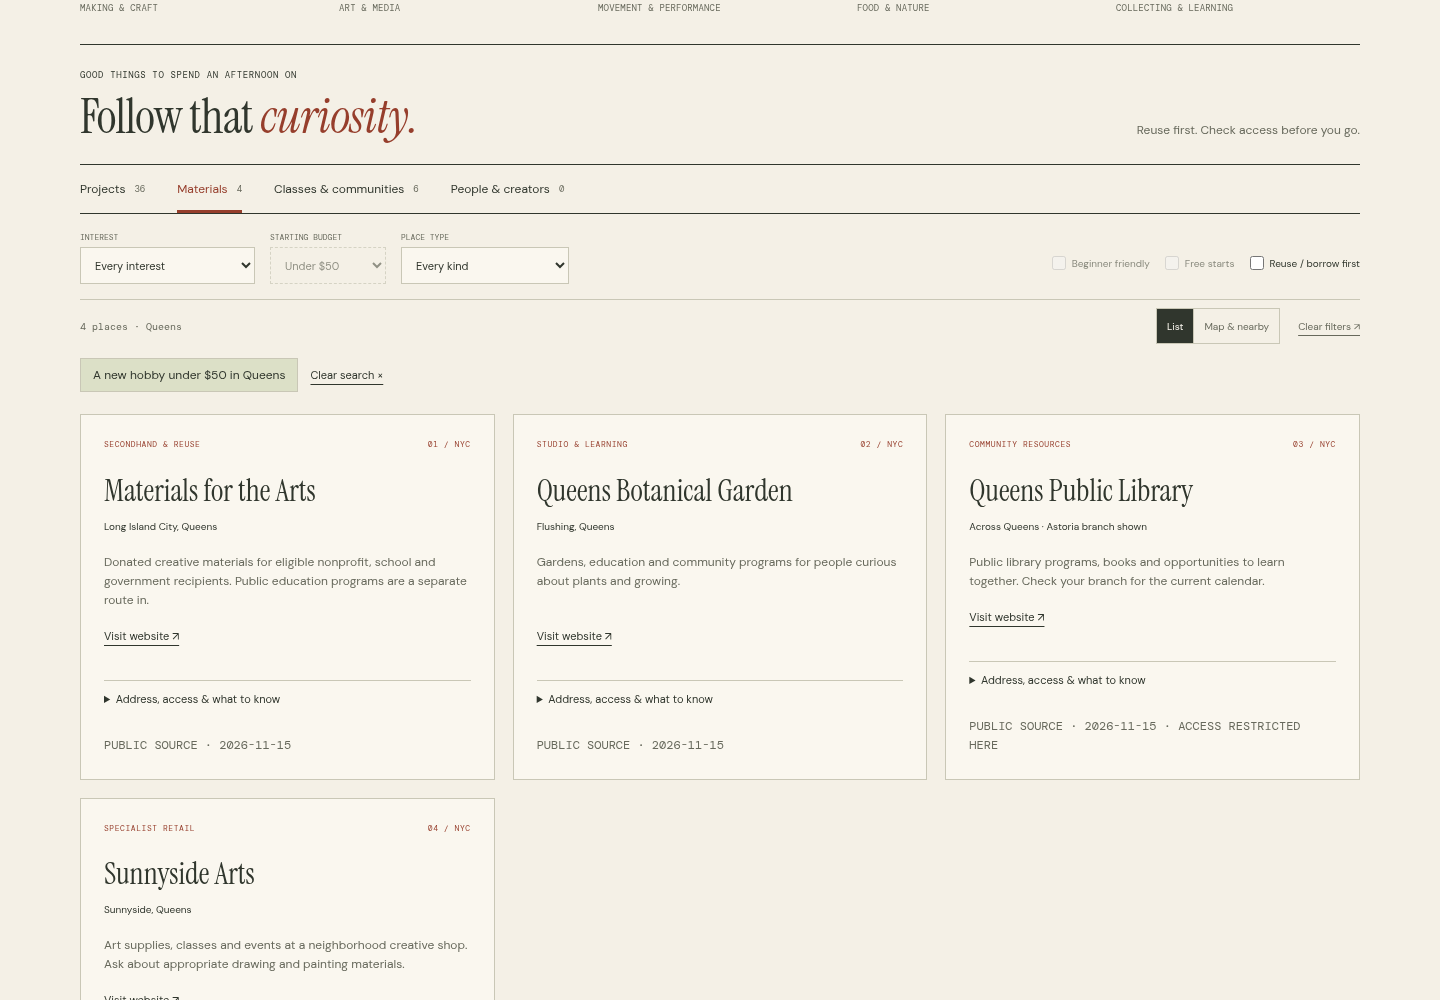 MAKING & CRAFT
ART & MEDIA
MOVEMENT & PERFORMANCE
FOOD & NATURE
COLLECTING & LEARNING
GOOD THINGS TO SPEND AN AFTERNOON ON
Follow that curiosity.
Reuse first. Check access before you go.
Projects 36
Materials 4
Classes & communities 6
People & creators 0
INTEREST
Every interest
STARTING BUDGET
Under $50
PLACE TYPE
Every kind
Beginner friendly
Free starts
Reuse / borrow first
4 places · Queens
List
Map & nearby
Clear filters ↗
A new hobby under $50 in Queens
Clear search ×
SECONDHAND & REUSE
01 / NYC
Materials for the Arts
Long Island City, Queens
Donated creative materials for eligible nonprofit, school and
government recipients. Public education programs are a separate
route in.
Visit website ↗
▶ Address, access & what to know
PUBLIC SOURCE · 2026-11-15
STUDIO & LEARNING
02 / NYC
Queens Botanical Garden
Flushing, Queens
Gardens, education and community programs for people curious
about plants and growing.
Visit website ↗
▶ Address, access & what to know
PUBLIC SOURCE · 2026-11-15
COMMUNITY RESOURCES
03 / NYC
Queens Public Library
Across Queens · Astoria branch shown
Public library programs, books and opportunities to learn
together. Check your branch for the current calendar.
Visit website ↗
▶ Address, access & what to know
PUBLIC SOURCE · 2026-11-15 · ACCESS RESTRICTED
HERE
SPECIALIST RETAIL
04 / NYC
Sunnyside Arts
Sunnyside, Queens
Art supplies, classes and events at a neighborhood creative shop.
Ask about appropriate drawing and painting materials.
Visit website ↗